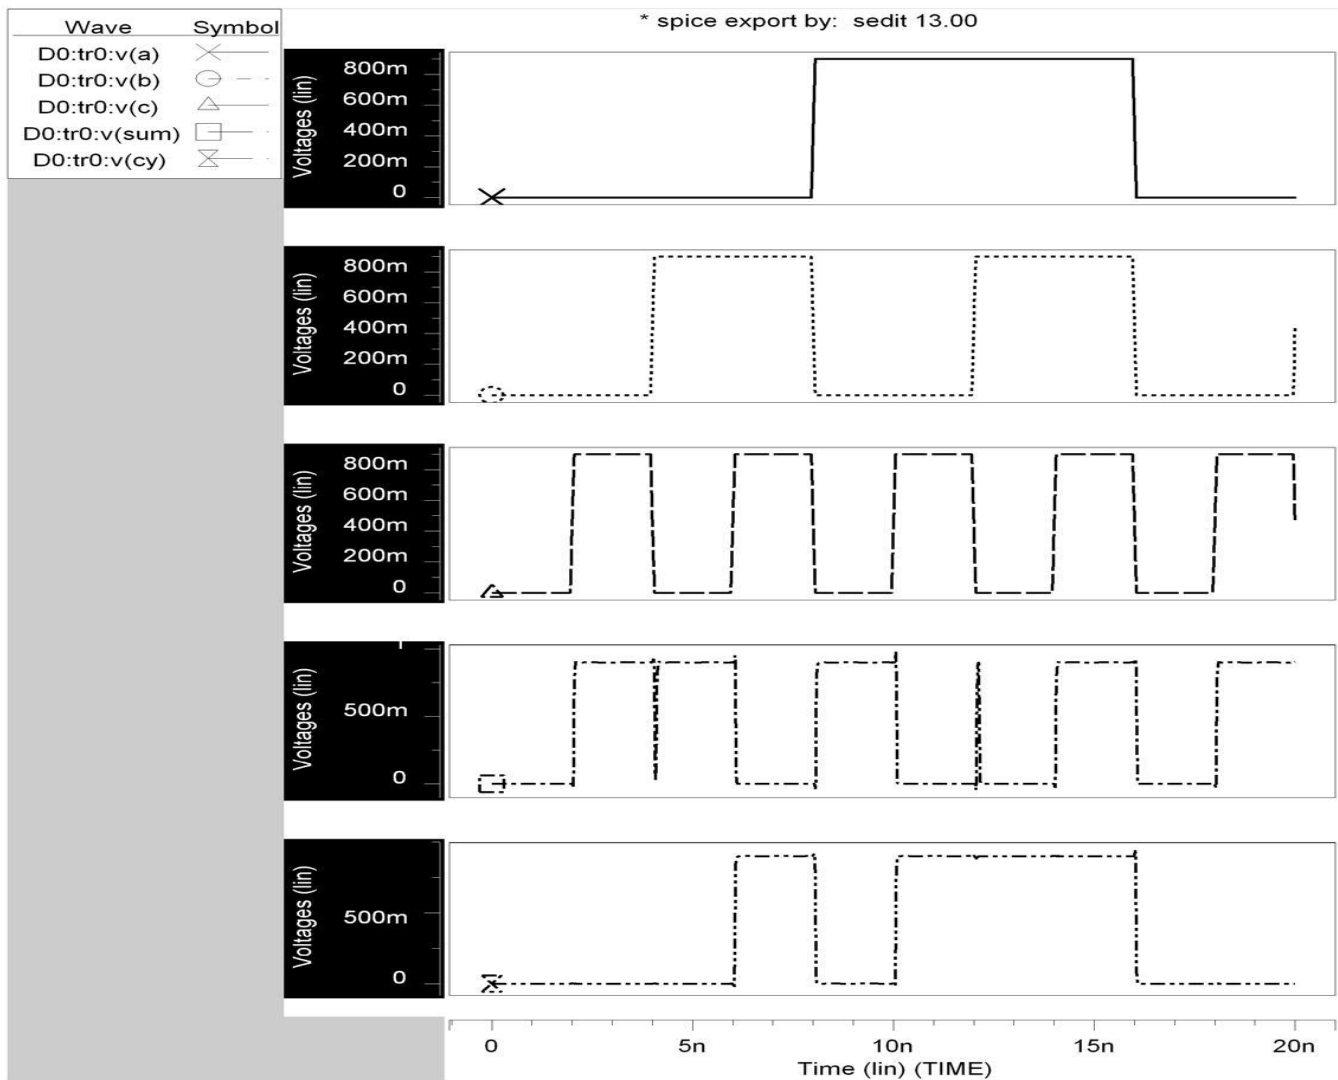 * spice export by: sedit 13.00
Wave Symbol
D0:tr0:v(a)
D0:tr0:v(b)
D0:tr0:v(c)
D0:tr0:v(sum)
D0:tr0:v(cy)
Voltages (lin)
800m
600m
400m
200m
0
Voltages (lin)
800m
600m
400m
200m
0
Voltages (lin)
800m
600m
400m
200m
0
Voltages (lin)
500m
0
Voltages (lin)
500m
0
0 5n 10n 15n 20n
Time (lin) (TIME)